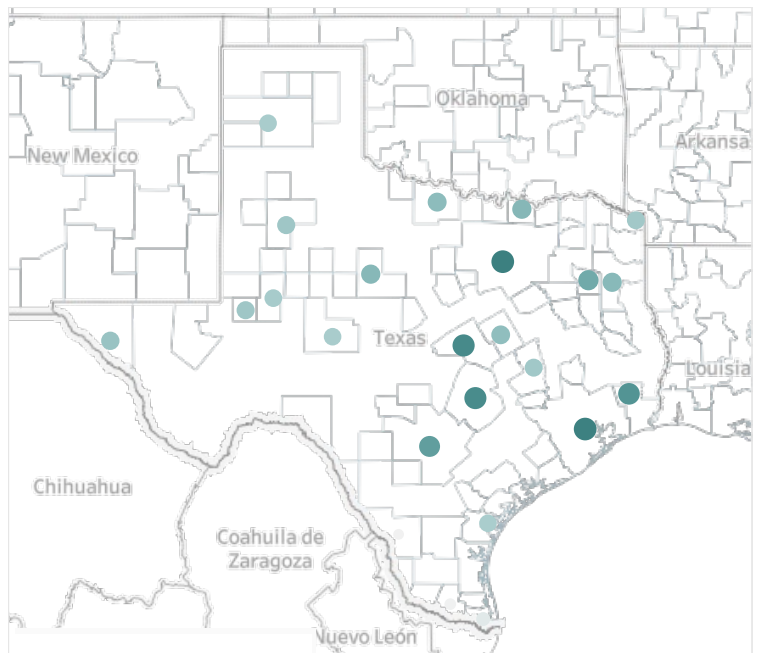 Oklahoma
Arkansa
New Mexico
Texas
Louisia
Chihuahua
Coahuila de
Zaragoza
Nuevo León